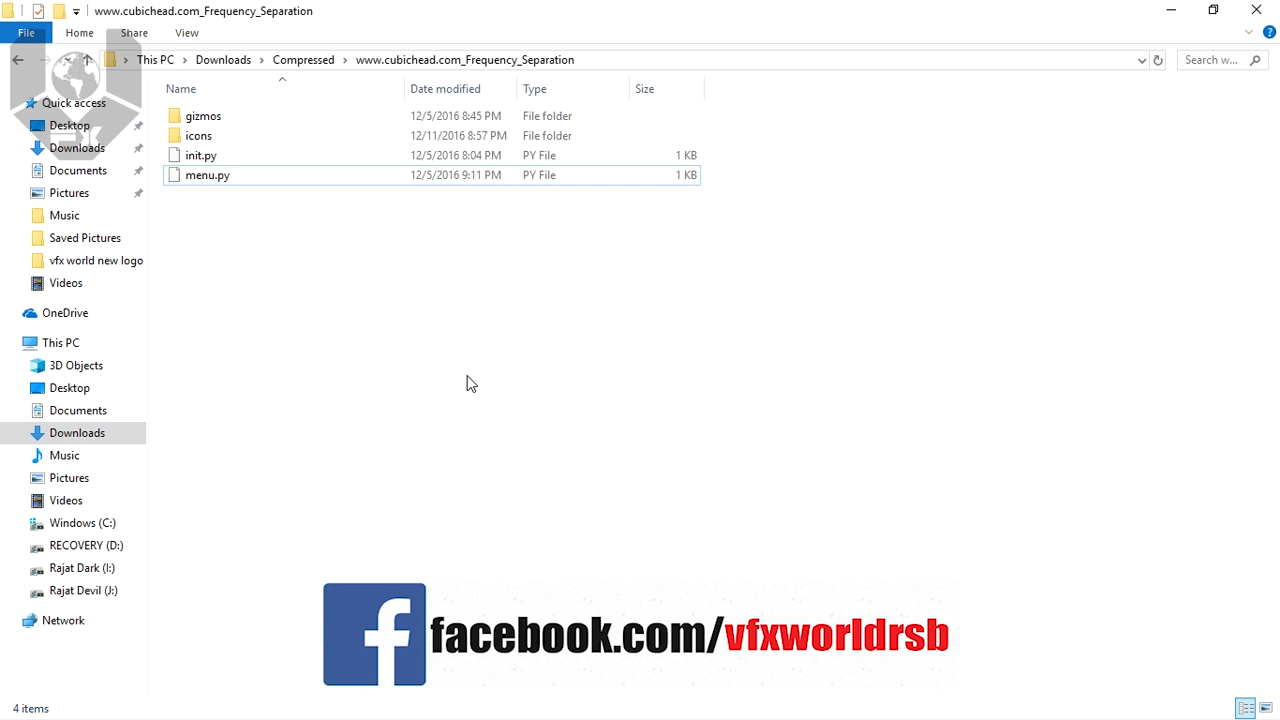 www.cubichead.com_Frequency_Separation
File Home Share View
This PC Downloads Compressed www.cubichead.com_Frequency_Separation Search w...
Name Date modified Type Size
gizmos 12/5/2016 8:45 PM File folder
icons 12/11/2016 8:57 PM File folder
init.py 12/5/2016 8:04 PM PY File 1 KB
menu.py 12/5/2016 9:11 PM PY File 1 KB
Quick access
Desktop
Downloads
Documents
Pictures
Music
Saved Pictures
vfx world new logo
Videos
OneDrive
This PC
3D Objects
Desktop
Documents
Downloads
Music
Pictures
Videos
Windows (C:)
RECOVERY (D:)
Rajat Dark (I:)
Rajat Devil (J:)
Network
facebook.com/vfxworldrsb
4 items